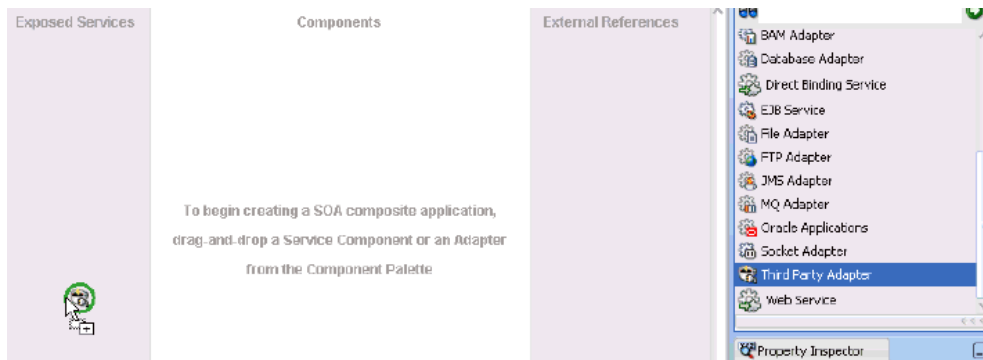 Exposed Services
Components
External References
To begin creating a SOA composite application,
drag-and-drop a Service Component or an Adapter
from the Component Palette
BAM Adapter
Database Adapter
Direct Binding Service
EJB Service
File Adapter
FTP Adapter
JMS Adapter
MQ Adapter
Oracle Applications
Socket Adapter
Third Party Adapter
Web Service
Property Inspector